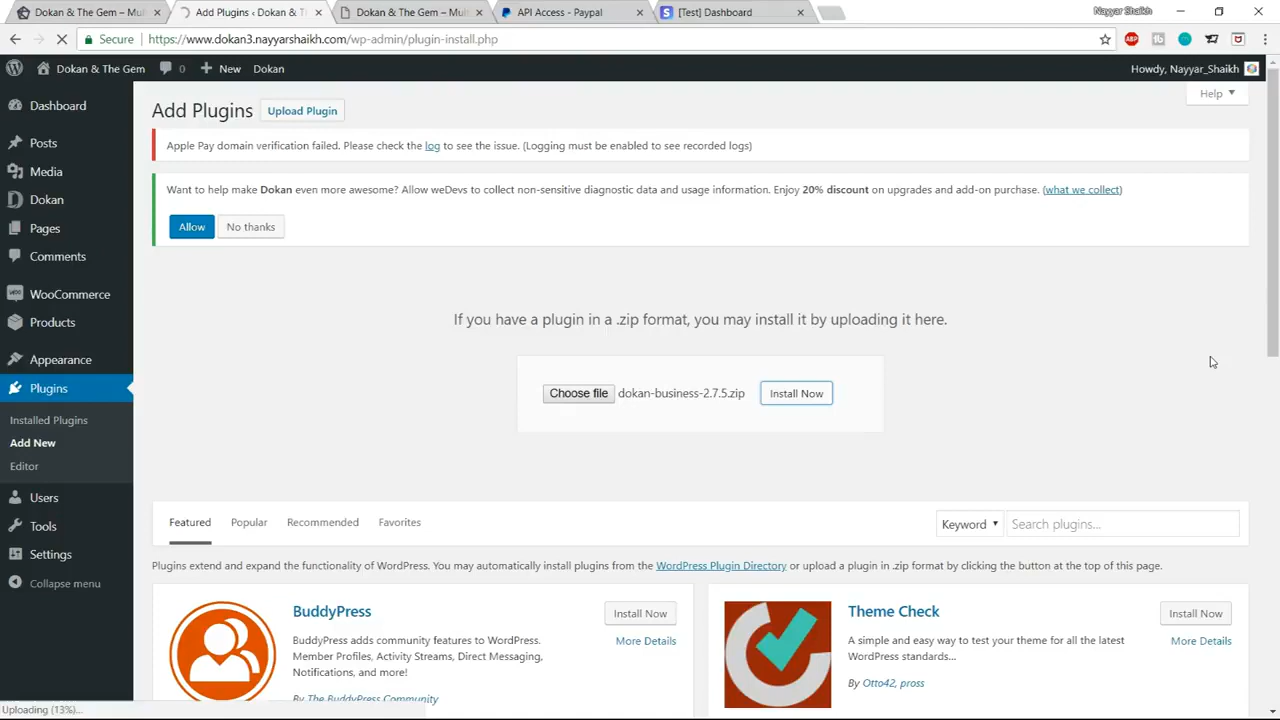 Dokan & The Gem – Mult
Add Plugins ‹ Dokan & Th
Dokan & The Gem – Mult
API Access - Paypal
[Test] Dashboard
Nayyar Shaikh
Secure
https://www.dokan3.nayyarshaikh.com/wp-admin/plugin-install.php
Dokan & The Gem
0
New
Dokan
Howdy, Nayyar_Shaikh
Dashboard
Posts
Media
Dokan
Pages
Comments
WooCommerce
Products
Appearance
Plugins
Installed Plugins
Add New
Editor
Users
Tools
Settings
Collapse menu
Help
Add Plugins
Upload Plugin
Apple Pay domain verification failed. Please check the log to see the issue. (Logging must be enabled to see recorded logs)
Want to help make Dokan even more awesome? Allow weDevs to collect non-sensitive diagnostic data and usage information. Enjoy 20% discount on upgrades and add-on purchase. (what we collect)
Allow
No thanks
If you have a plugin in a .zip format, you may install it by uploading it here.
Choose file dokan-business-2.7.5.zip
Install Now
Featured
Popular
Recommended
Favorites
Keyword
Search plugins...
Plugins extend and expand the functionality of WordPress. You may automatically install plugins from the WordPress Plugin Directory or upload a plugin in .zip format by clicking the button at the top of this page.
BuddyPress
Install Now
More Details
BuddyPress adds community features to WordPress.
Member Profiles, Activity Streams, Direct Messaging,
Notifications, and more!
By The BuddyPress Community
Theme Check
Install Now
More Details
A simple and easy way to test your theme for all the latest
WordPress standards...
By Otto42, pross
Uploading (13%)...